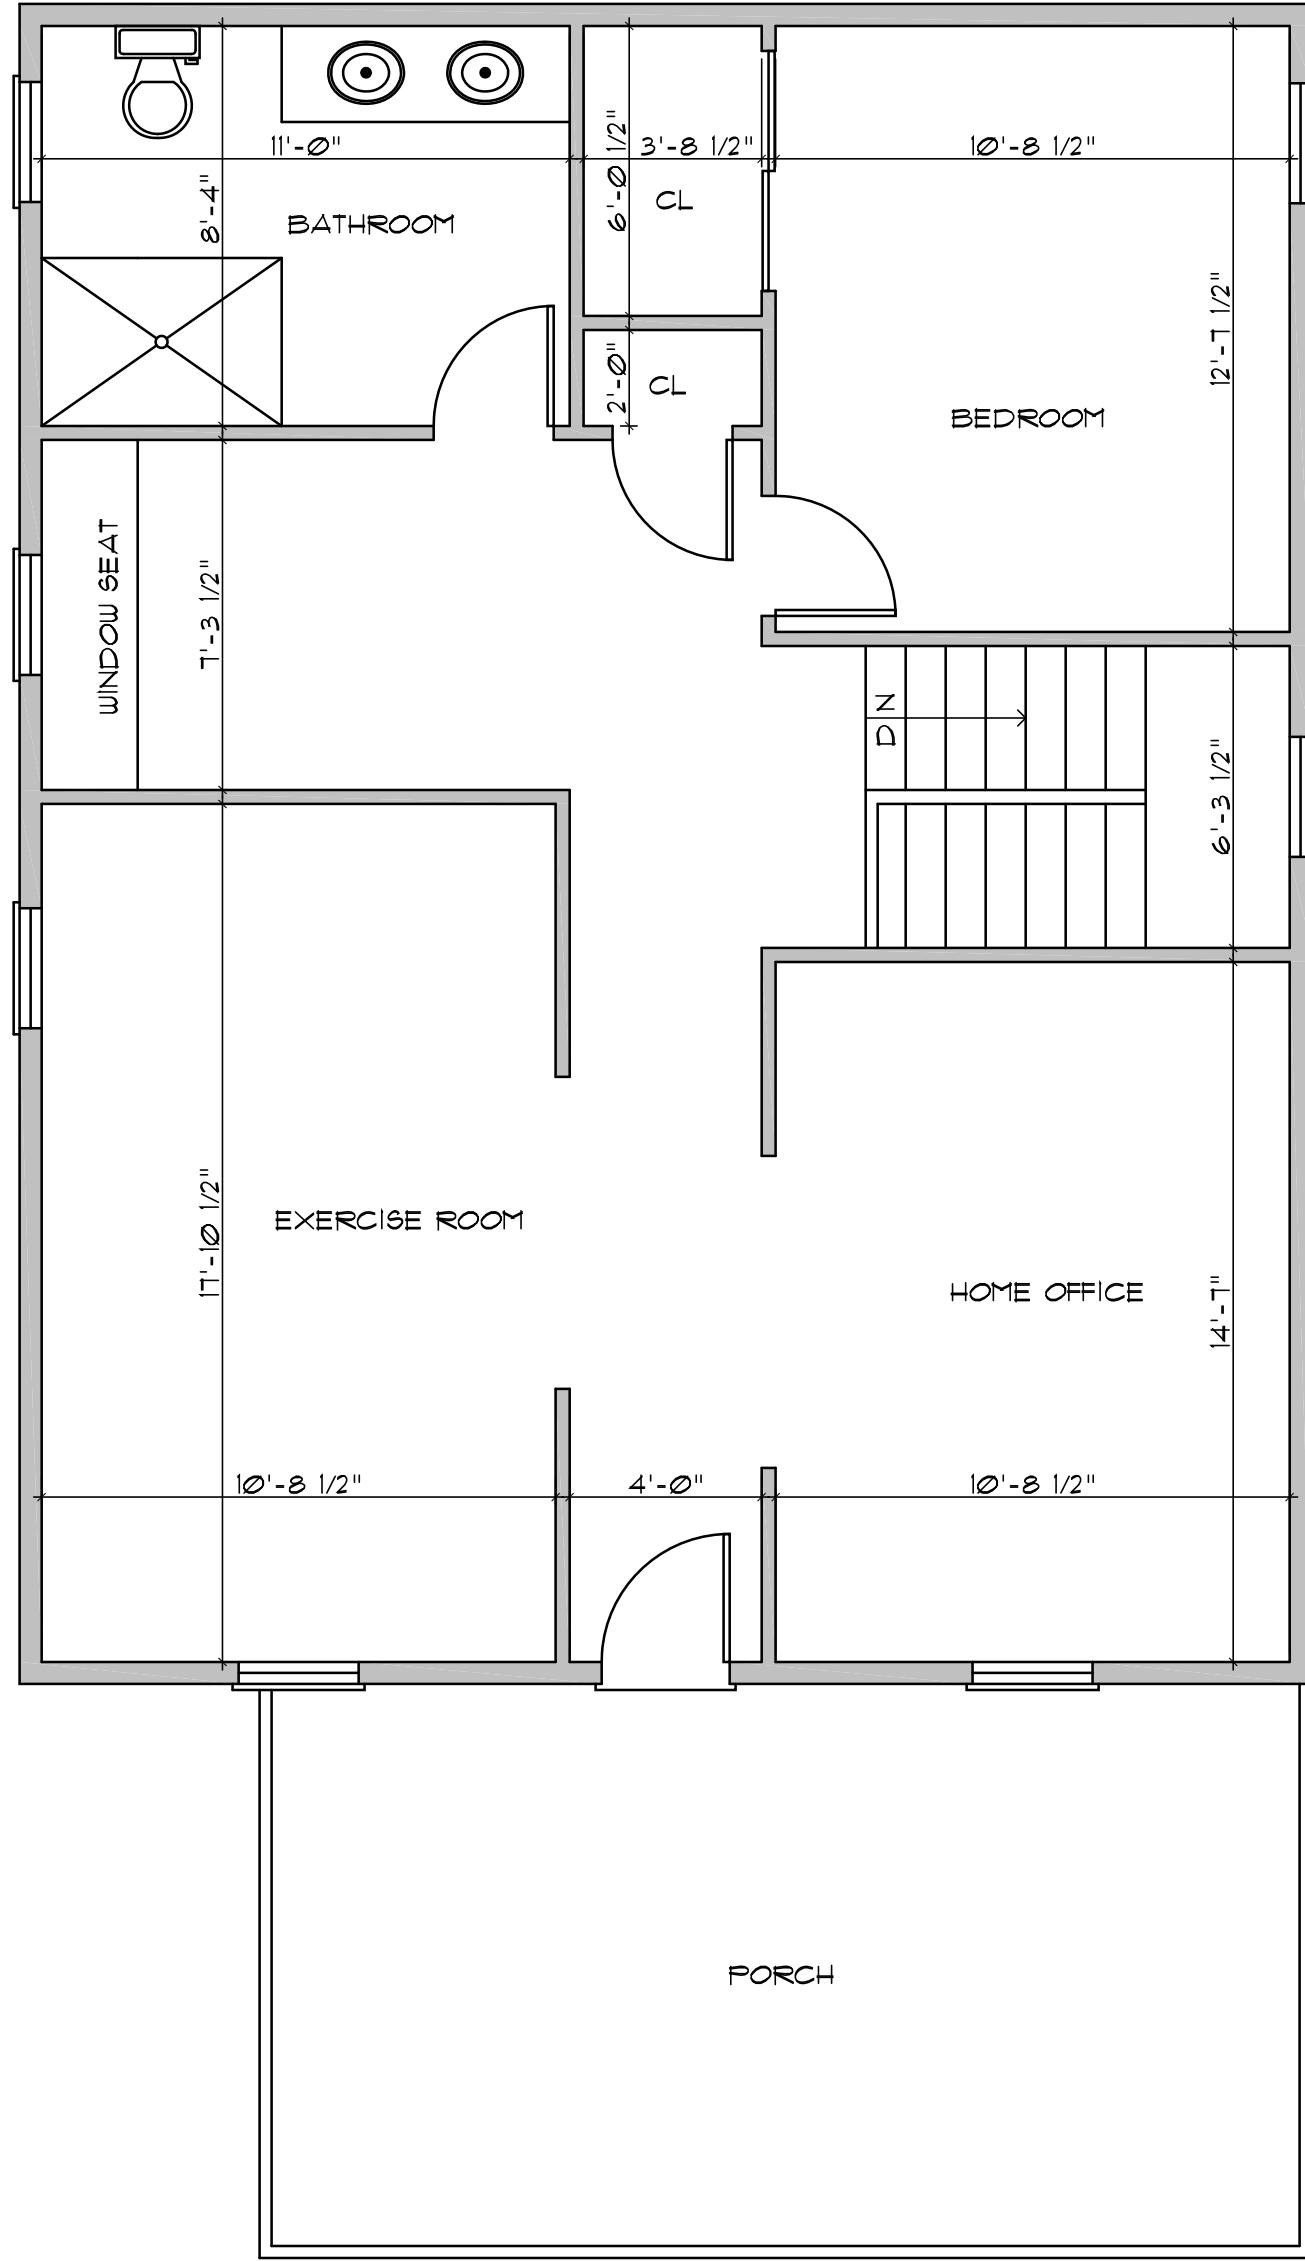 11'-0"
3'-8 1/2"
10'-8 1/2"
6'-0 1/2"
CL
8'-4"
BATHROOM
12'-7 1/2"
2'-0"
CL
BEDROOM
WINDOW SEAT
7'-3 1/2"
DN
6'-3 1/2"
17'-10 1/2"
EXERCISE ROOM
HOME OFFICE
14'-7"
10'-8 1/2"
4'-0"
10'-8 1/2"
PORCH